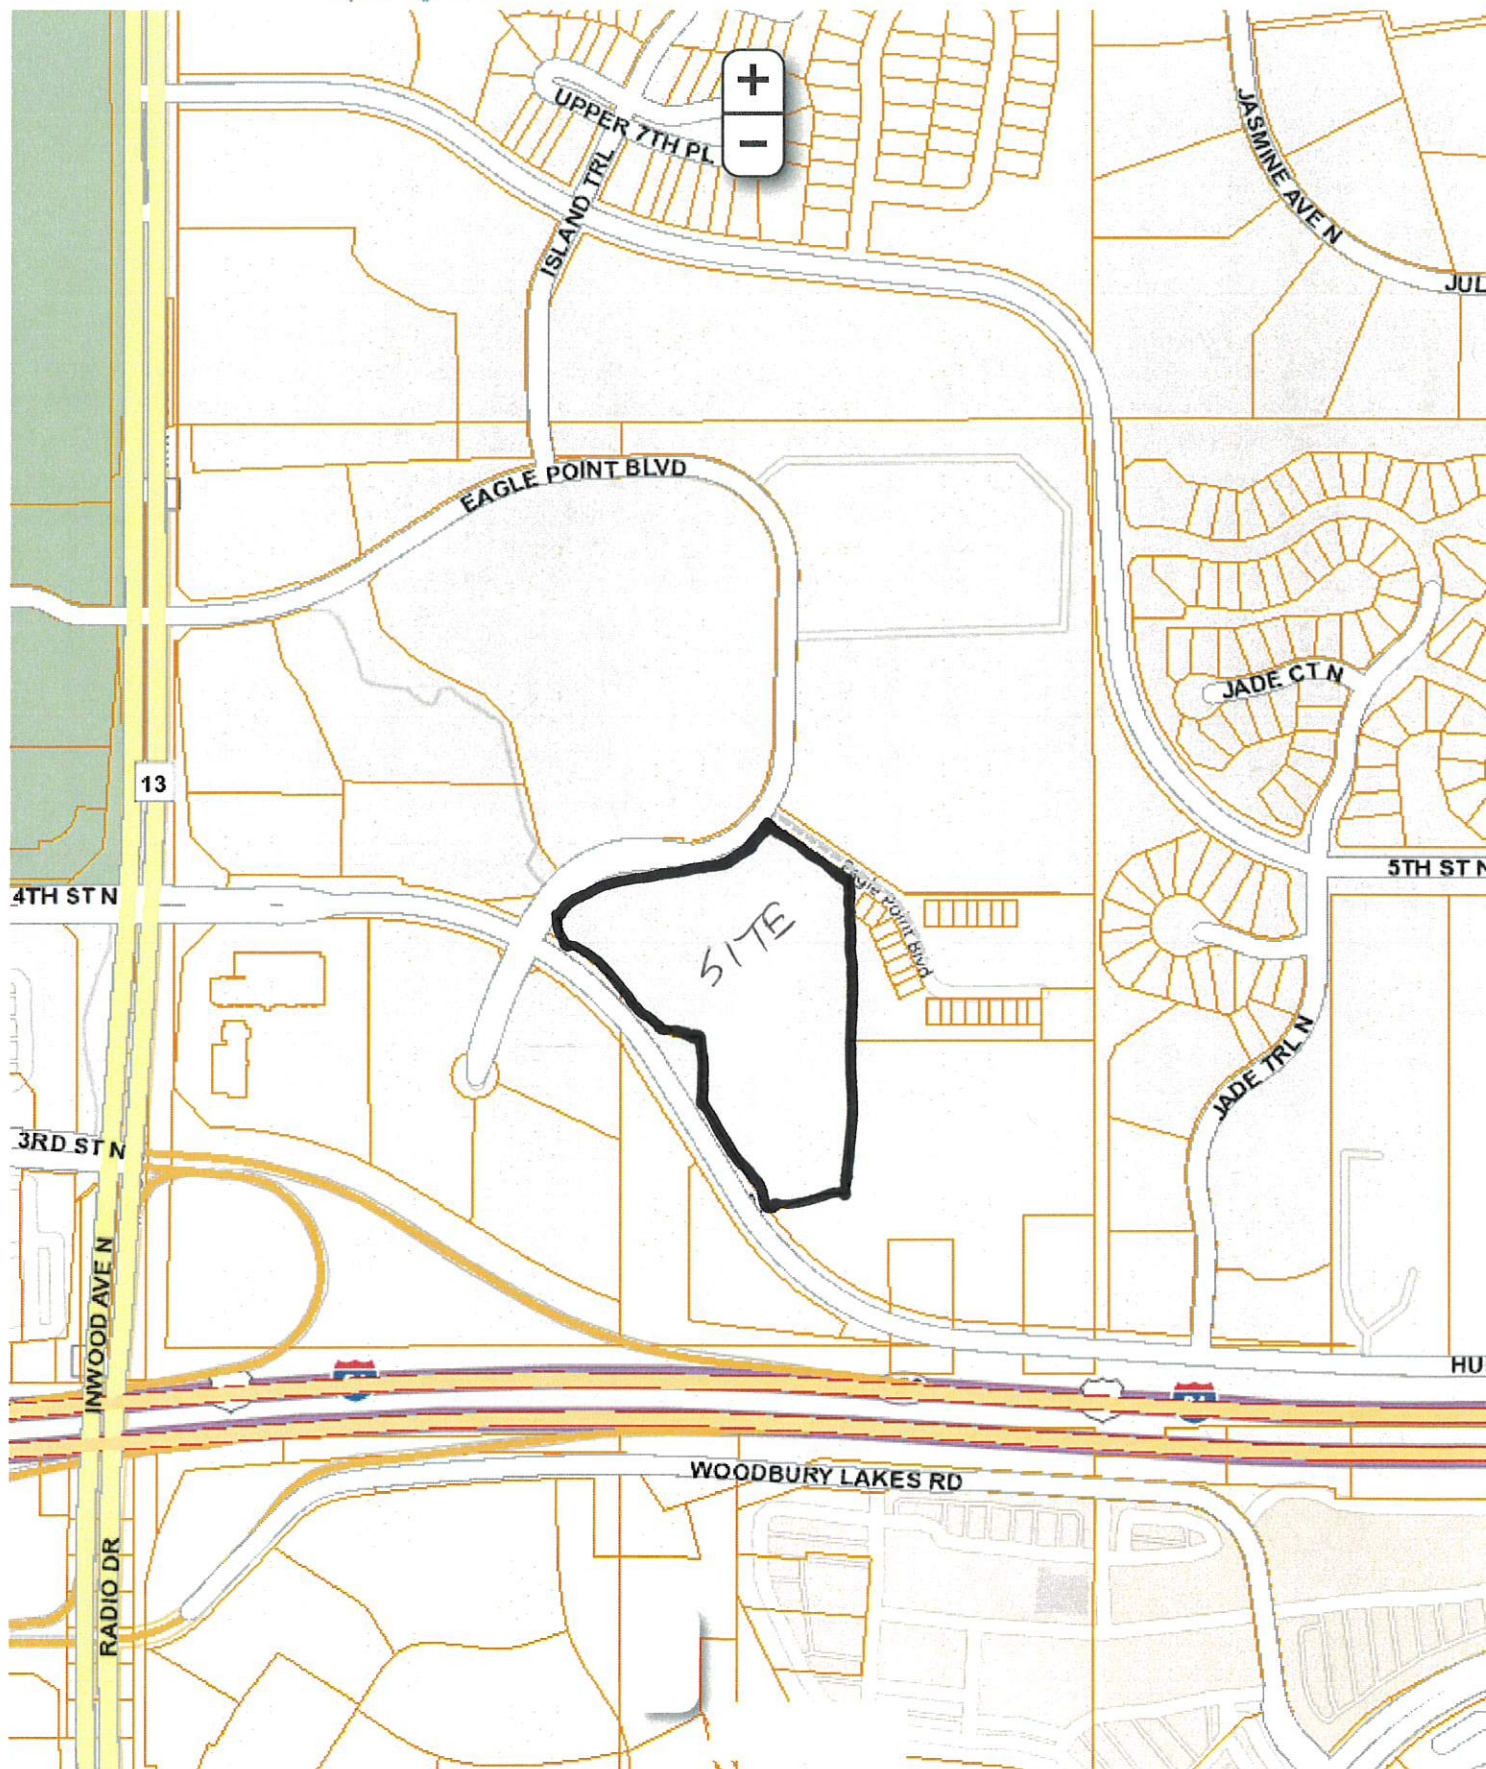 +
−
UPPER 7TH PL
ISLAND TRL
JASMINE AVE N
JUL
EAGLE POINT BLVD
JADE CT N
13
4TH ST N
5TH ST N
Eagle Point Blvd
SITE
JADE TRL N
3RD ST N
INWOOD AVE N
HU
WOODBURY LAKES RD
RADIO DR